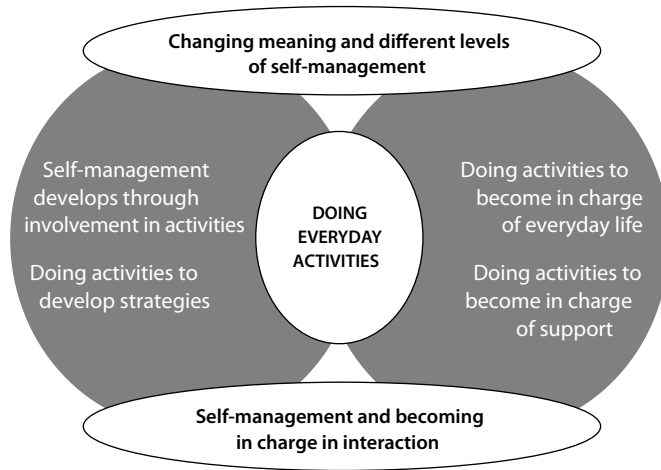 Changing meaning and different levels
of self-management
Self-management
develops through
involvement in activities
Doing activities to
develop strategies
DOING
EVERYDAY
ACTIVITIES
Doing activities to
become in charge
of everyday life
Doing activities to
become in charge
of support
Self-management and becoming
in charge in interaction